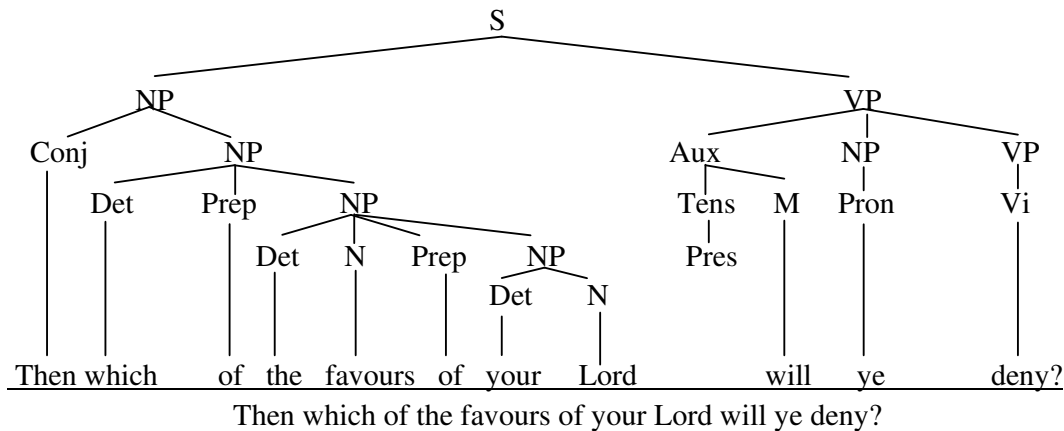 S
NP VP
Conj NP Aux NP VP
Det Prep NP Tens M Pron Vi
Det N Prep NP Pres
Det N
Then which of the favours of your Lord will ye deny?
Then which of the favours of your Lord will ye deny?